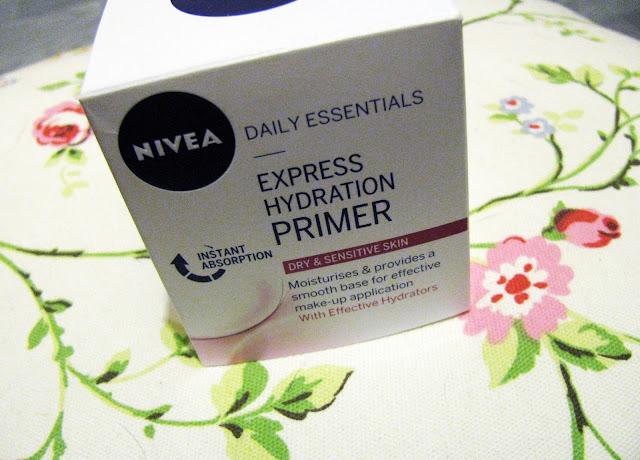 NIVEA
DAILY ESSENTIALS
EXPRESS
HYDRATION
PRIMER
INSTANT
ABSORPTION
DRY & SENSITIVE SKIN
Moisturises & provides a
smooth base for effective
make-up application
With Effective Hydrators